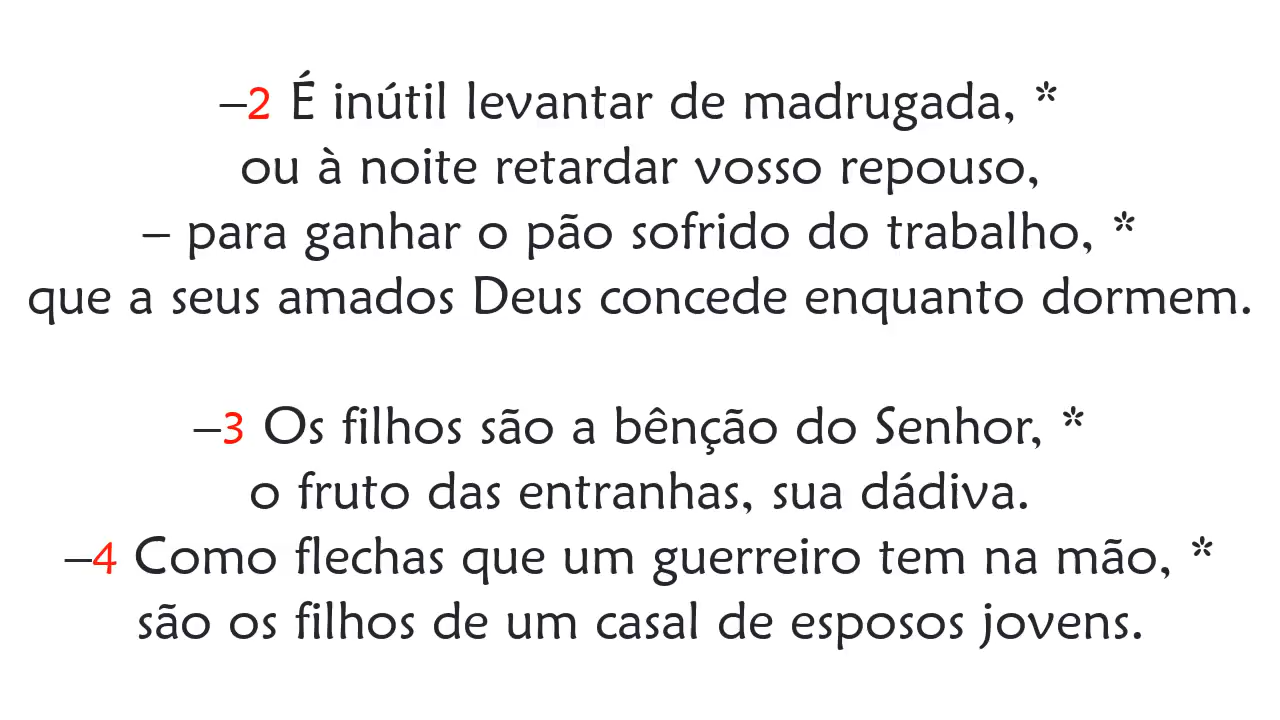 –2 É inútil levantar de madrugada, *
ou à noite retardar vosso repouso,
– para ganhar o pão sofrido do trabalho, *
que a seus amados Deus concede enquanto dormem.
–3 Os filhos são a bênção do Senhor, *
o fruto das entranhas, sua dádiva.
–4 Como flechas que um guerreiro tem na mão, *
são os filhos de um casal de esposos jovens.